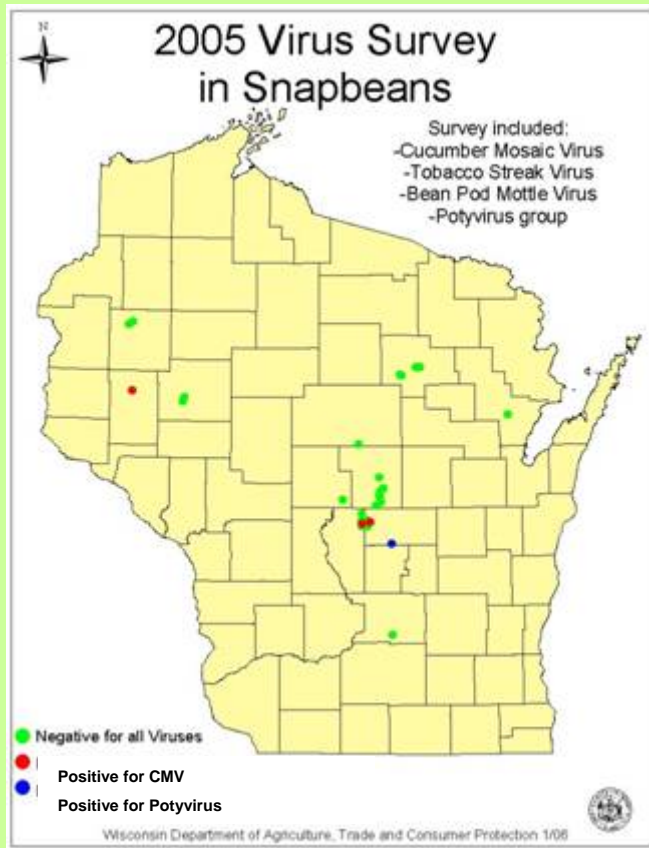 N
2005 Virus Survey
in Snapbeans
Survey included:
-Cucumber Mosaic Virus
-Tobacco Streak Virus
-Bean Pod Mottle Virus
-Potyvirus group
Negative for all Viruses
Positive for CMV
Positive for Potyvirus
Wisconsin Department of Agriculture, Trade and Consumer Protection 1/06